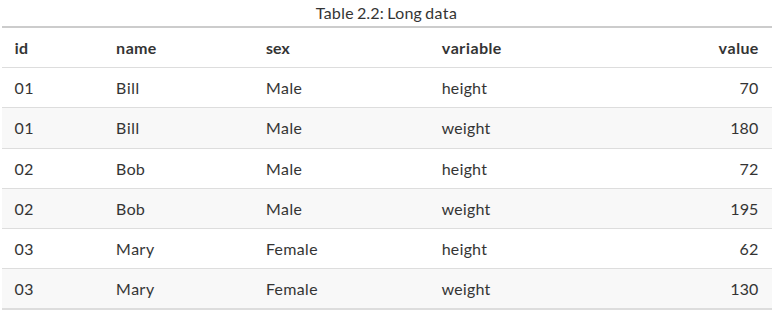 Table 2.2: Long data
id name sex variable value
01 Bill Male height 70
01 Bill Male weight 180
02 Bob Male height 72
02 Bob Male weight 195
03 Mary Female height 62
03 Mary Female weight 130